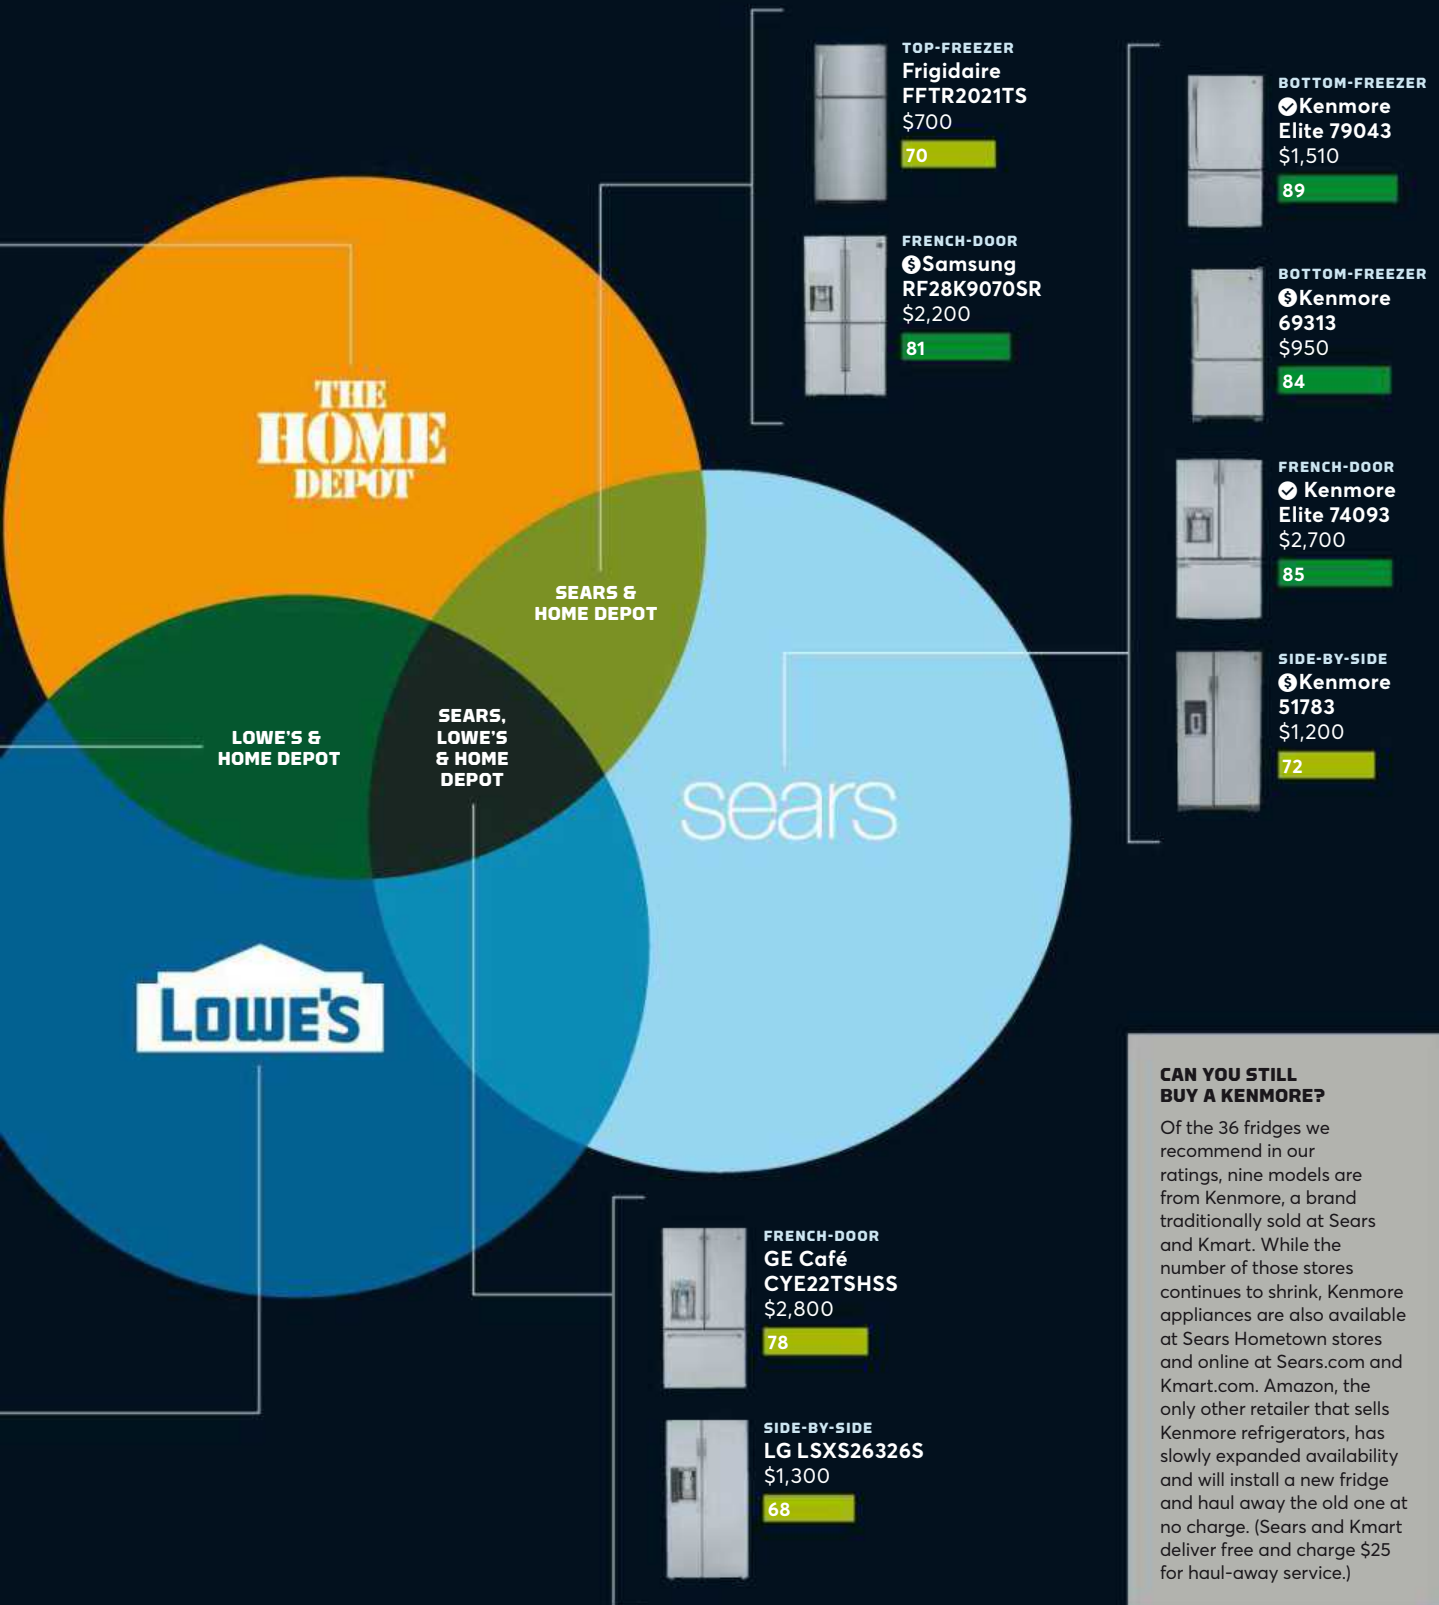 TOP-FREEZER
Frigidaire
FFTR2021TS
$700
70
FRENCH-DOOR
Samsung
RF28K9070SR
$2,200
81
BOTTOM-FREEZER
Kenmore
Elite 79043
$1,510
89
BOTTOM-FREEZER
Kenmore
69313
$950
84
FRENCH-DOOR
Kenmore
Elite 74093
$2,700
85
SIDE-BY-SIDE
Kenmore
51783
$1,200
72
THE
HOME
DEPOT
SEARS &
HOME DEPOT
LOWE'S &
HOME DEPOT
SEARS,
LOWE'S
& HOME
DEPOT
sears
LOWE'S
FRENCH-DOOR
GE Café
CYE22TSHSS
$2,800
78
SIDE-BY-SIDE
LG LSXS26326S
$1,300
68
CAN YOU STILL
BUY A KENMORE?
Of the 36 fridges we
recommend in our
ratings, nine models are
from Kenmore, a brand
traditionally sold at Sears
and Kmart. While the
number of those stores
continues to shrink, Kenmore
appliances are also available
at Sears Hometown stores
and online at Sears.com and
Kmart.com. Amazon, the
only other retailer that sells
Kenmore refrigerators, has
slowly expanded availability
and will install a new fridge
and haul away the old one at
no charge. (Sears and Kmart
deliver free and charge $25
for haul-away service.)